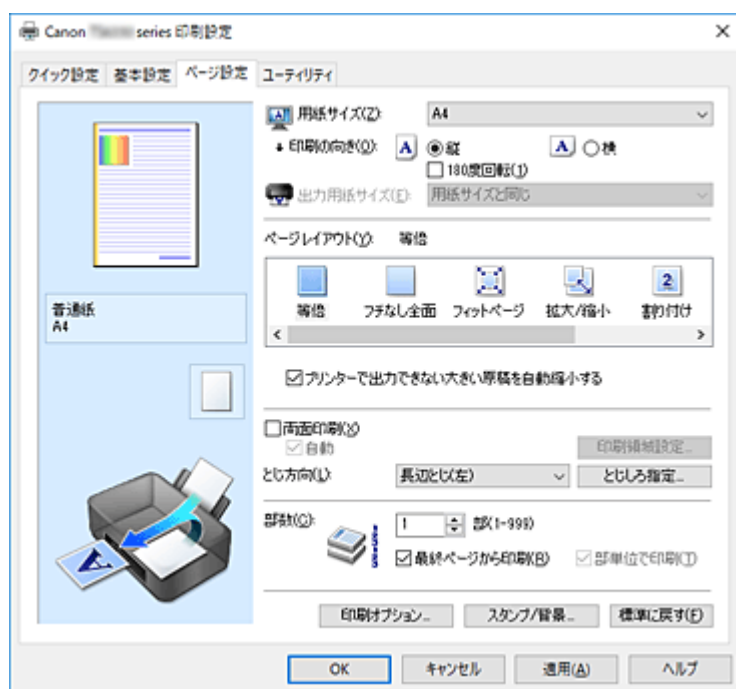 Canon series 印刷設定
クイック設定 基本設定 ページ設定 ユーティリティ
用紙サイズ(Z): A4
印刷の向き(O): A 縦 A 横
180度回転(J)
出力用紙サイズ(E): 用紙サイズと同じ
ページレイアウト(Y): 等倍
等倍 フチなし全面 フィットページ 拡大/縮小 2 割り付け
普通紙
A4
プリンターで出力できない大きい原稿を自動縮小する
両面印刷(X)
自動 印刷領域設定...
とじ方向(L): 長辺とじ(左) とじしろ指定...
部数(C): 1 部(1-999)
最終ページから印刷(R) 部単位で印刷(T)
A
印刷オプション... スタンプ/背景... 標準に戻す(F)
OK キャンセル 適用(A) ヘルプ